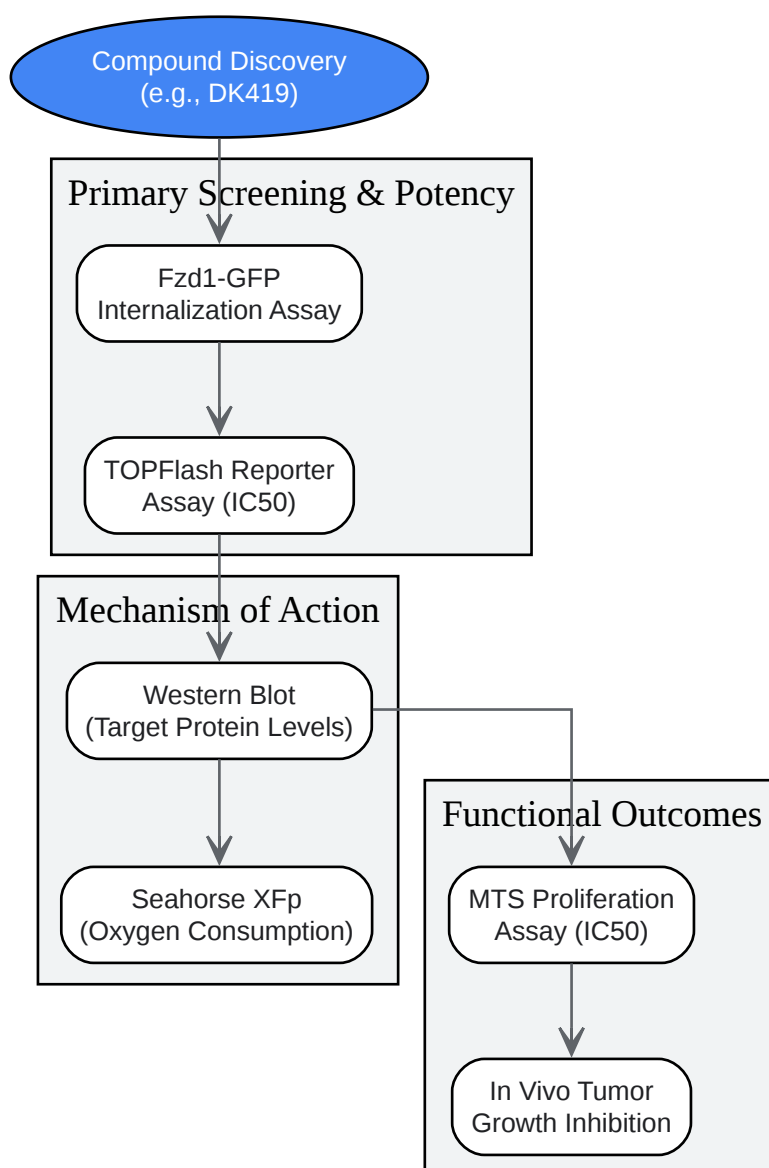 Compound Discovery
(e.g., DK419)
Primary Screening & Potency
Fzd1-GFP
Internalization Assay
TOPFlash Reporter
Assay (IC50)
Mechanism of Action
Western Blot
(Target Protein Levels)
Seahorse XFp
(Oxygen Consumption)
Functional Outcomes
MTS Proliferation
Assay (IC50)
In Vivo Tumor
Growth Inhibition